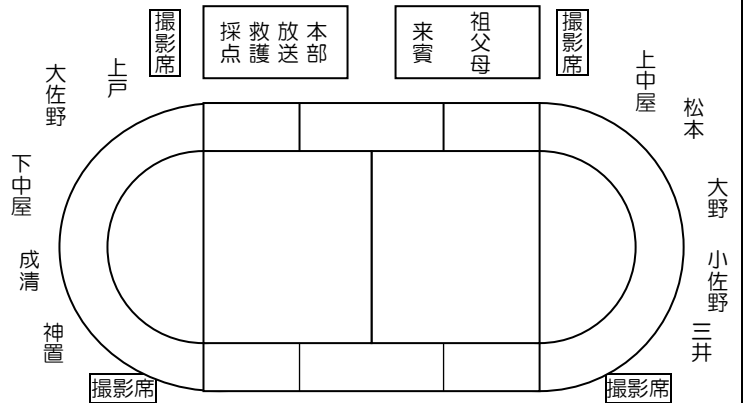 撮影席
本部
放送
救護
採点
祖父母
来賓
撮影席
上戸
大佐野
下中屋
成清
神置
撮影席
上中屋
松本
大野
小佐野
三井
撮影席